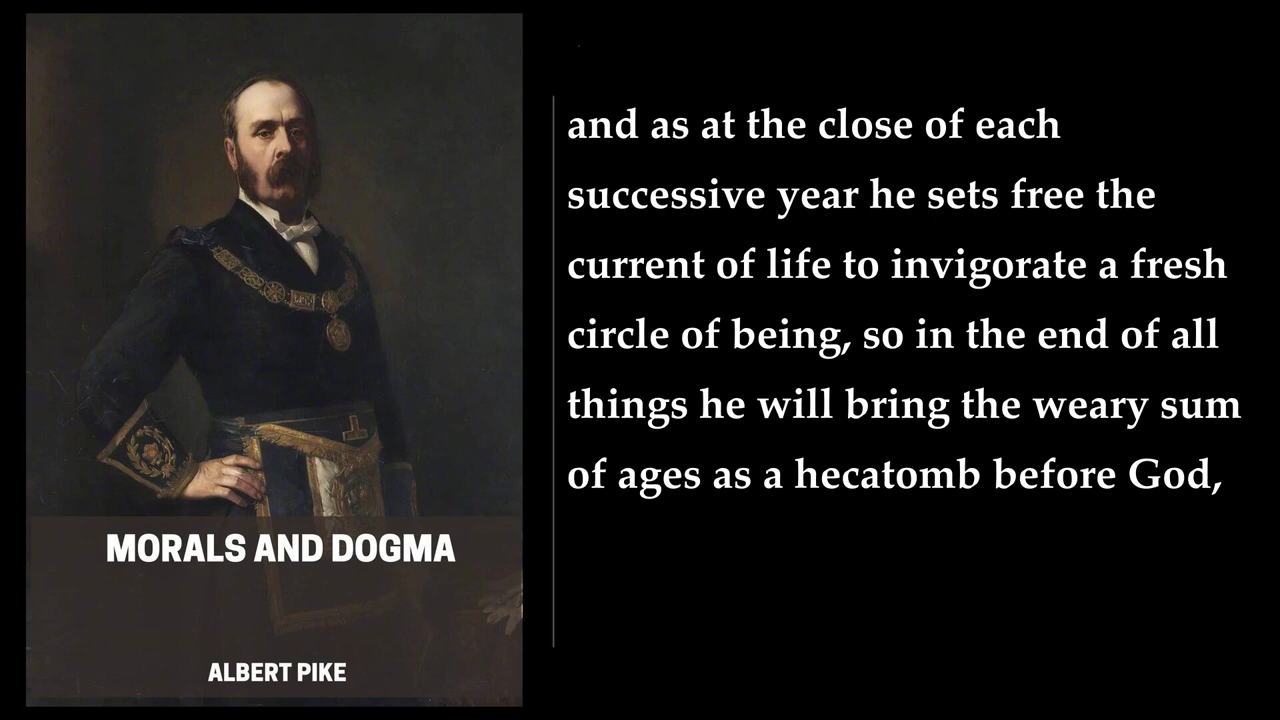 MORALS AND DOGMA
ALBERT PIKE
and as at the close of each
successive year he sets free the
current of life to invigorate a fresh
circle of being, so in the end of all
things he will bring the weary sum
of ages as a hecatomb before God,